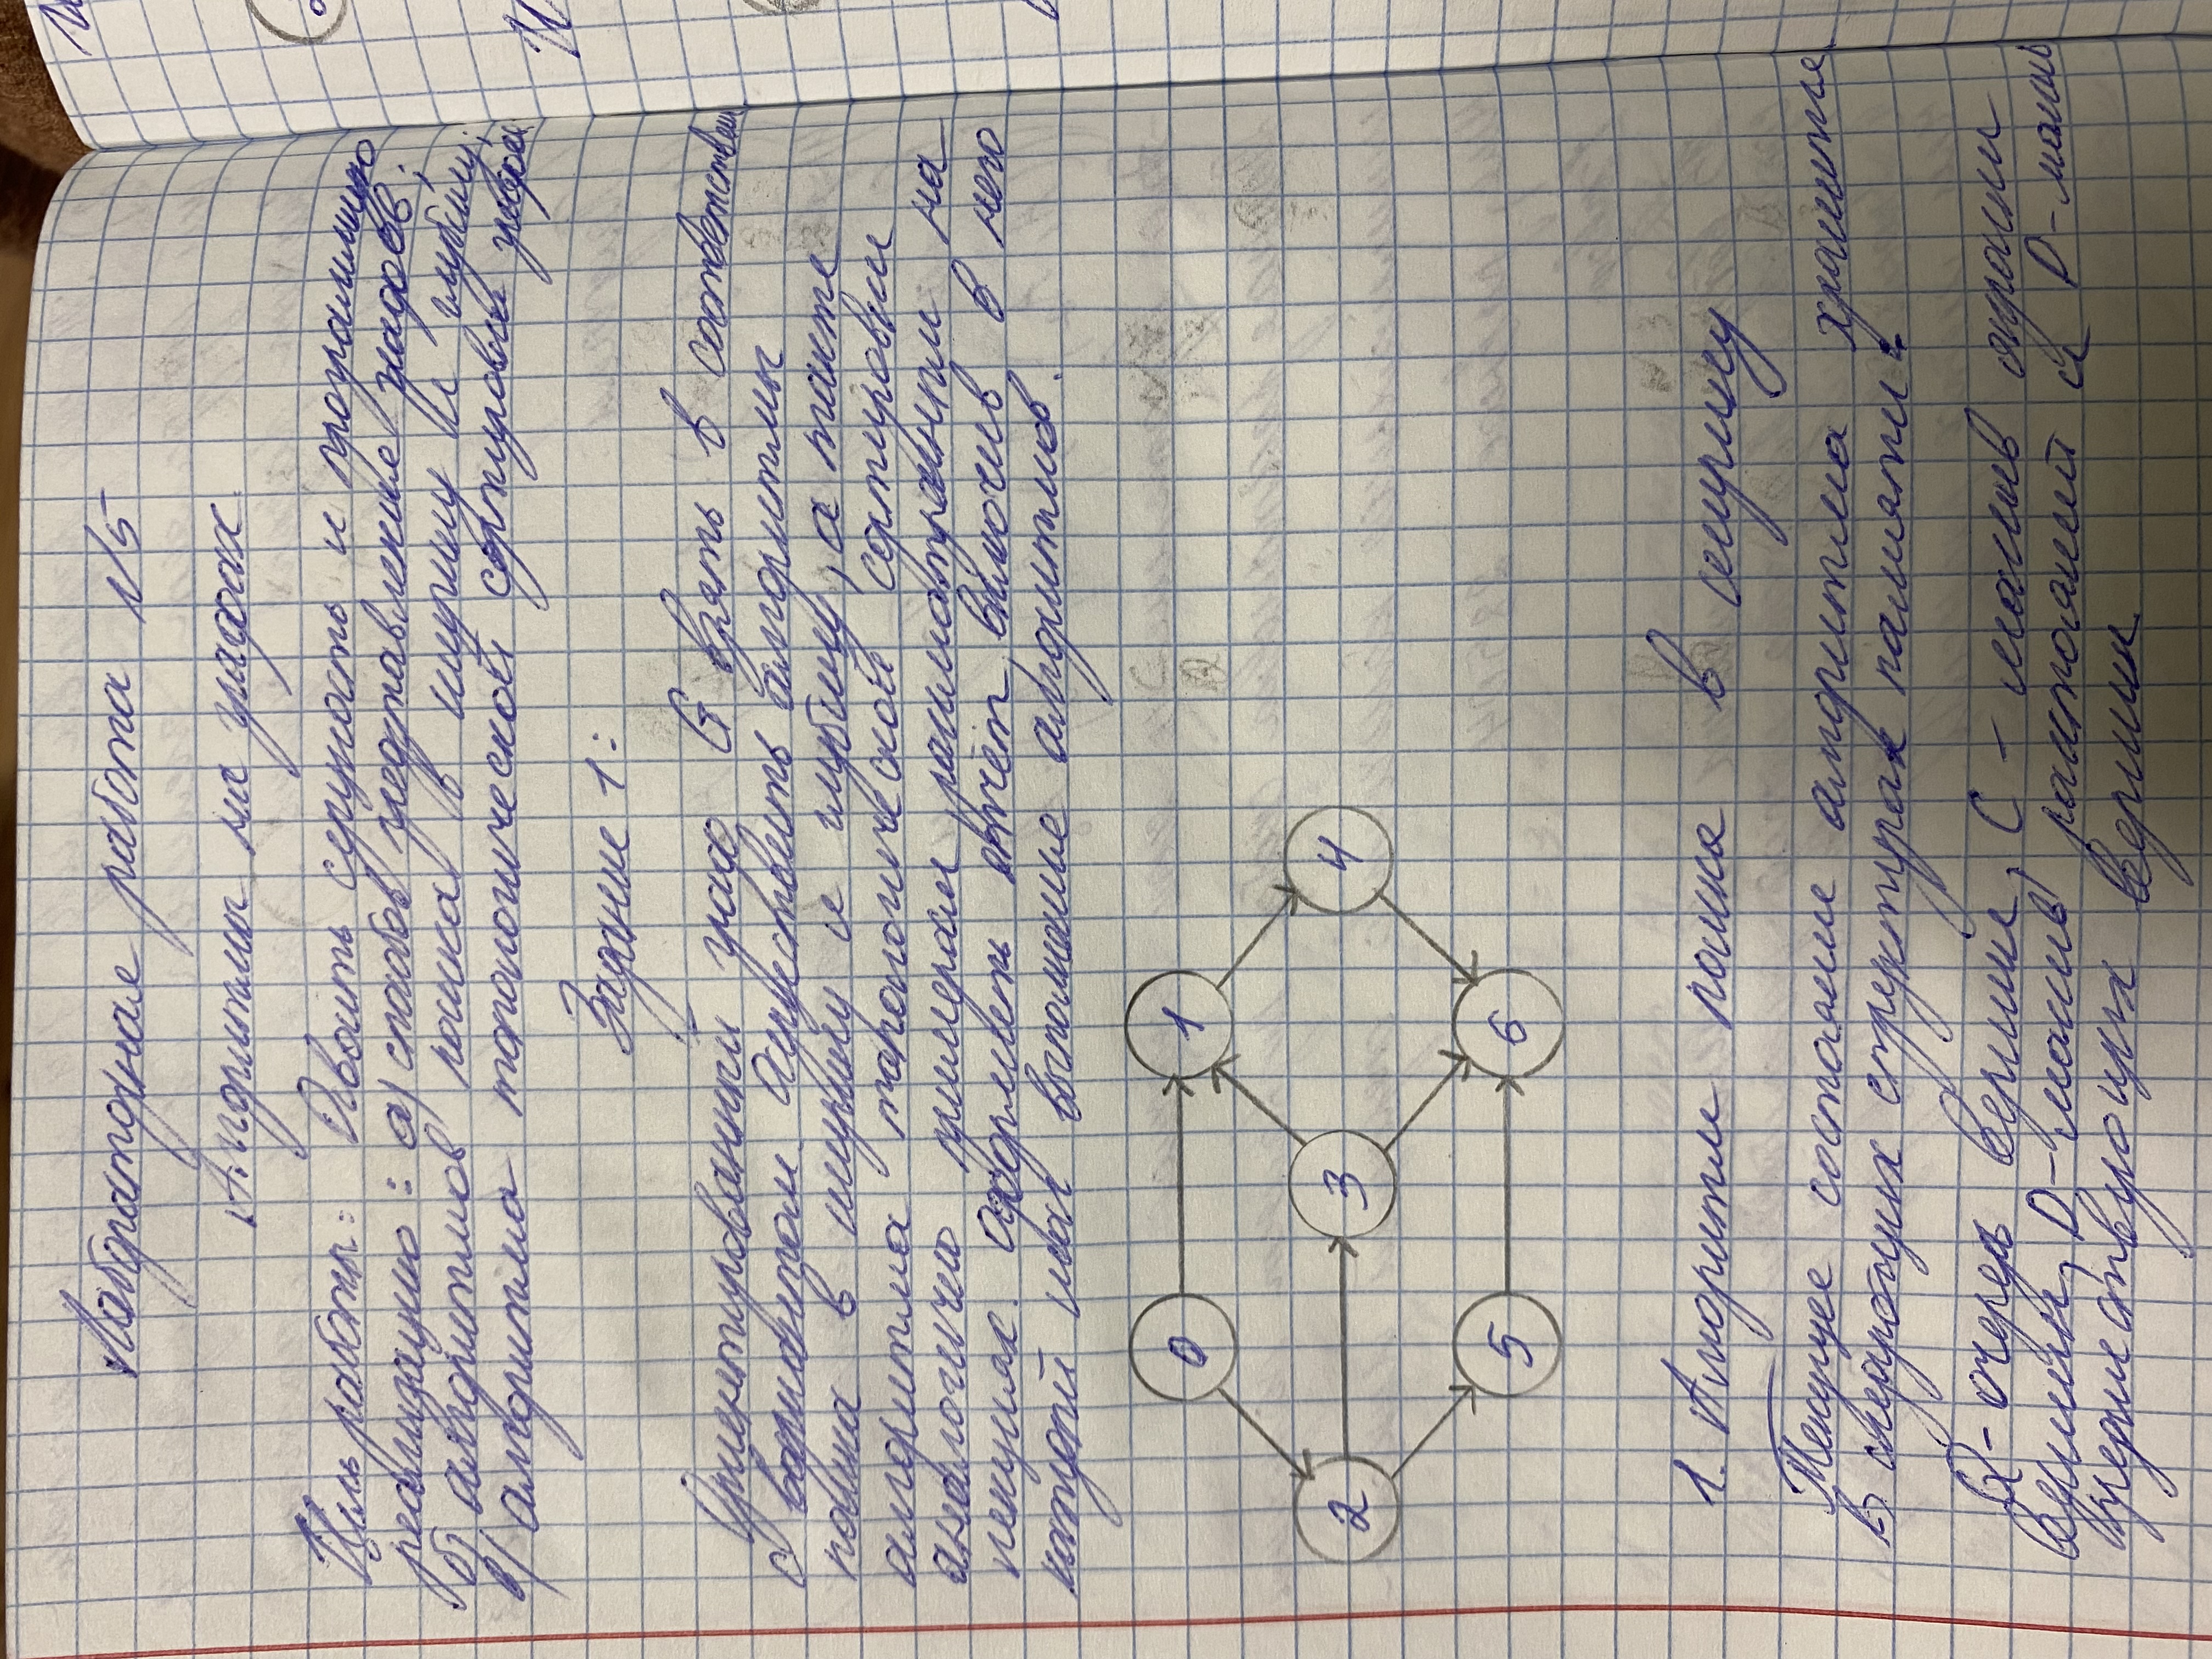 Лабораторная работа №5
Алгоритмы на графах.
Цель работы: Освоить сущность и программную
реализацию: а) способов представления графов;
б) алгоритмов поиска в ширину и глубину;
в) алгоритма топологической сортировки графов.
Задание 1:
Ориентированный граф G взять в соответствии
с вариантом. Осуществить алгоритмы
поиска в ширину и глубину, а также
алгоритма топологической сортировки
аналогично примерам, рассмотренным на
лекциях. Оформить отчёт, включив в него
каждый шаг выполнения алгоритмов.
0 1
2 3 4
5 6
1. Алгоритм поиска в ширину
Текущее состояние алгоритма хранится
в следующих структурах памяти:
Q - очередь вершин, C - массив окраски
вершин, D - массив расстояний и P - массив
предшествующих вершин